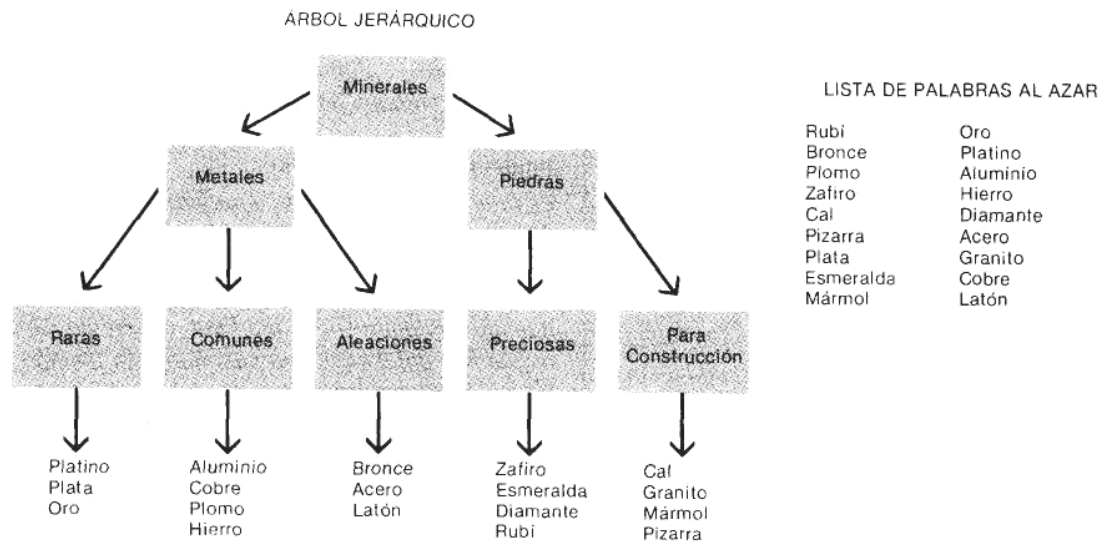 ÁRBOL JERÁRQUICO
Minerales
Metales
Piedras
Raras
Comunes
Aleaciones
Preciosas
Para
Construcción
Platino
Plata
Oro
Aluminio
Cobre
Plomo
Hierro
Bronce
Acero
Latón
Zafiro
Esmeralda
Diamante
Rubí
Cal
Granito
Mármol
Pizarra
LISTA DE PALABRAS AL AZAR
Rubí
Bronce
Plomo
Zafiro
Cal
Pizarra
Plata
Esmeralda
Mármol
Oro
Platino
Aluminio
Hierro
Diamante
Acero
Granito
Cobre
Latón